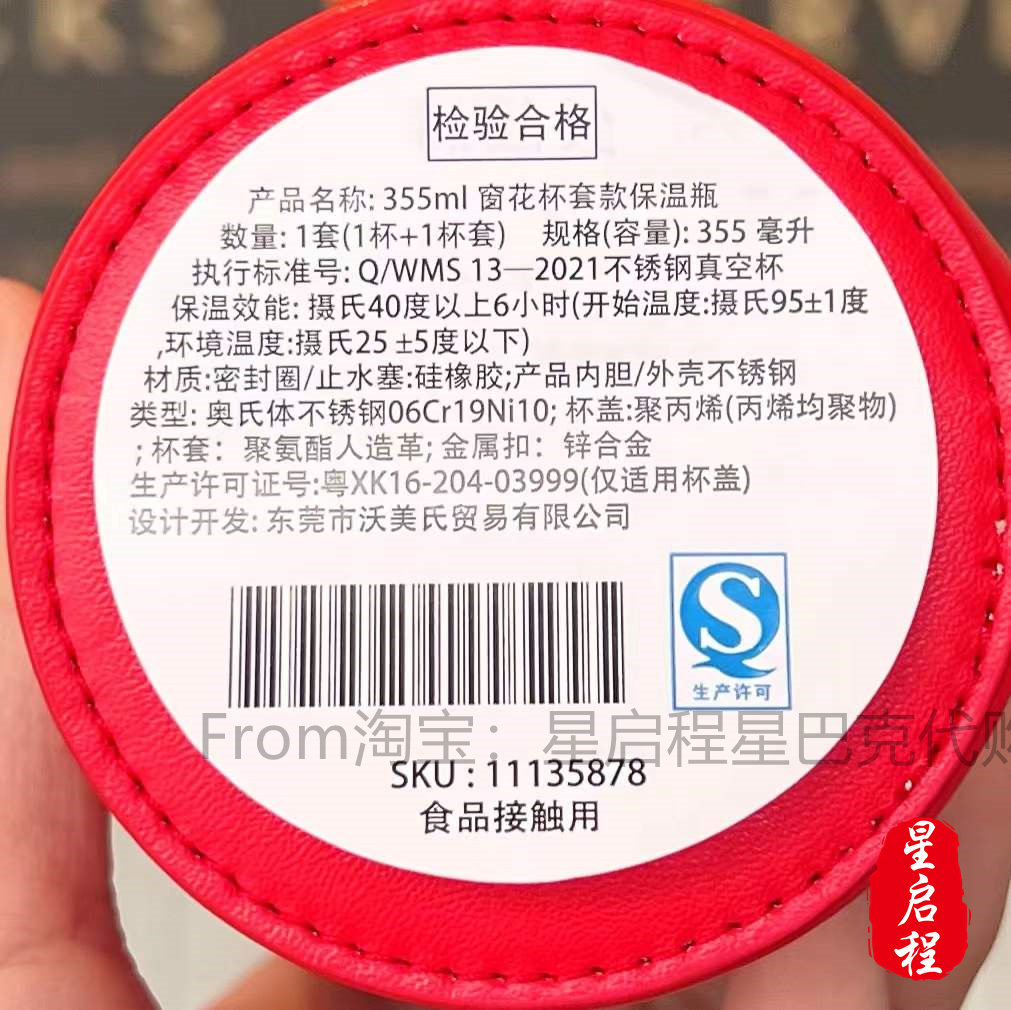 检验合格
产品名称: 355ml 窗花杯套款保温瓶
数量: 1套(1杯+1杯套) 规格(容量): 355 毫升
执行标准号: Q/WMS 13—2021不锈钢真空杯
保温效能: 摄氏40度以上6小时(开始温度:摄氏95±1度
,环境温度:摄氏25 ±5度以下)
材质:密封圈/止水塞:硅橡胶;产品内胆/外壳不锈钢
类型: 奥氏体不锈钢06Cr19Ni10; 杯盖:聚丙烯(丙烯均聚物)
; 杯套： 聚氨酯人造革; 金属扣： 锌合金
生产许可证号:粤XK16-204-03999(仅适用杯盖)
设计开发: 东莞市沃美氏贸易有限公司
生产许可
From淘宝：星启程星巴克代购
SKU : 11135878
食品接触用
星启程